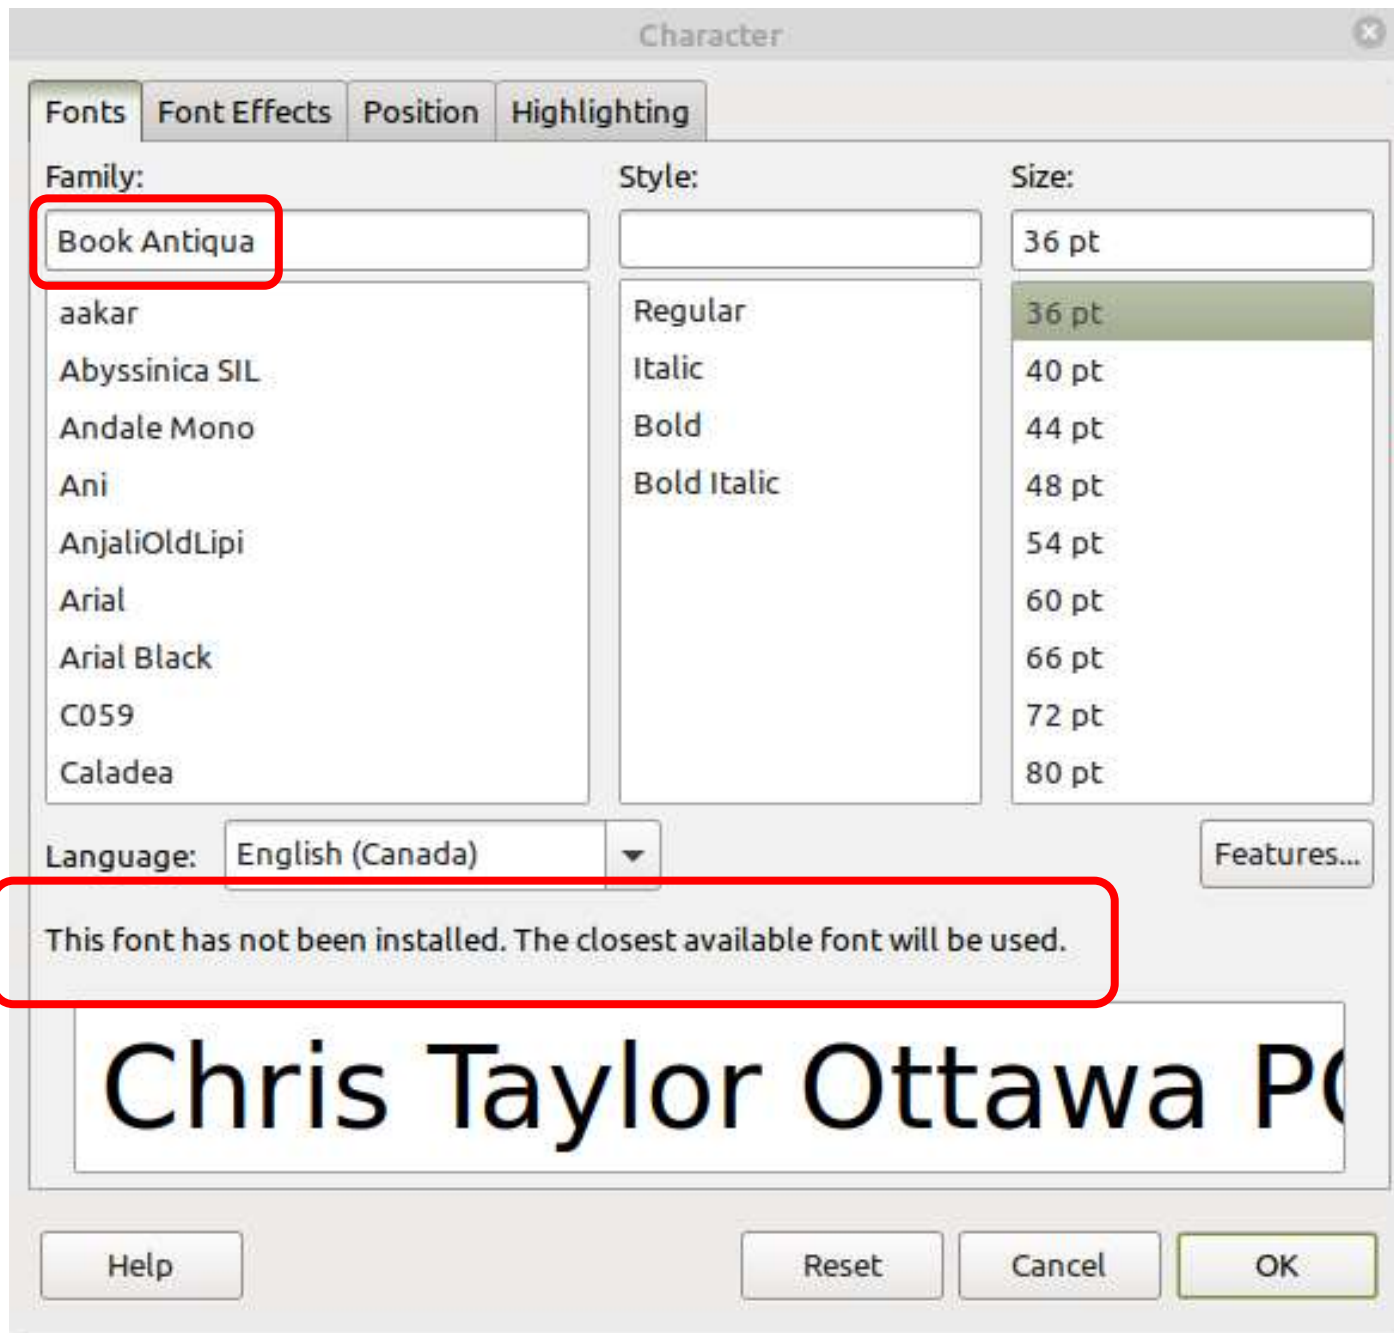 Character
Fonts Font Effects Position Highlighting
Family: Style: Size:
Book Antiqua 36 pt
aakar Regular 36 pt
Abyssinica SIL Italic 40 pt
Andale Mono Bold 44 pt
Ani Bold Italic 48 pt
AnjaliOldLipi 54 pt
Arial 60 pt
Arial Black 66 pt
C059 72 pt
Caladea 80 pt
Language: English (Canada) Features...
This font has not been installed. The closest available font will be used.
Chris Taylor Ottawa P
Help Reset Cancel OK